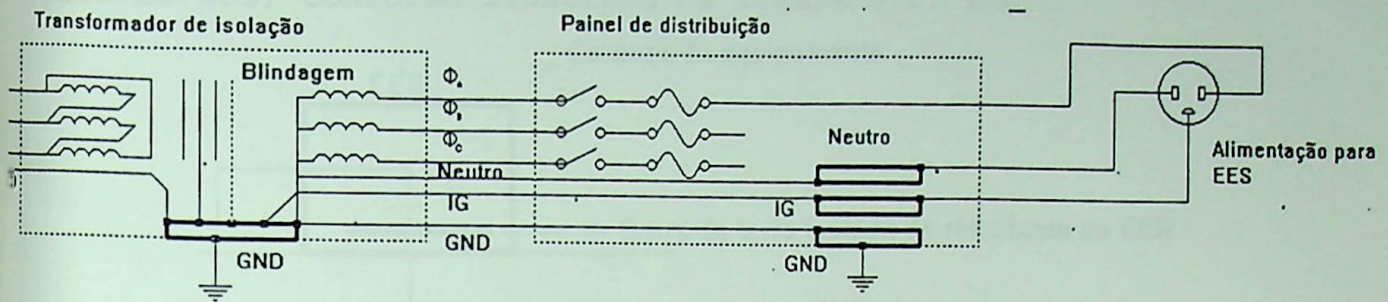 Transformador de isolação
Painel de distribuição
Blindagem
ΦA
ΦB
ΦC
Neutro
Neutro
Alimentação para
EES
IG
IG
GND
GND
GND